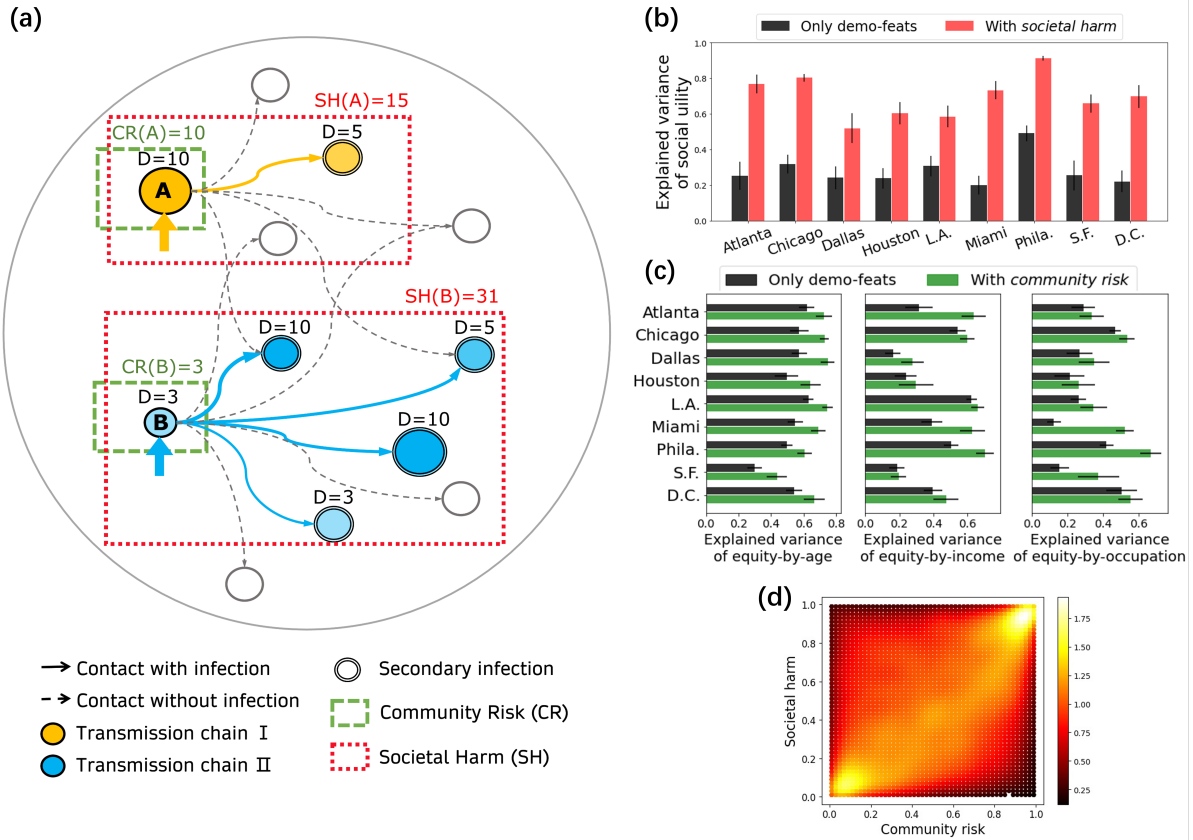 (a)
SH(A)=15
CR(A)=10
D=10
A
D=5
SH(B)=31
CR(B)=3
D=3
B
D=10
D=5
D=10
D=3
Contact with infection
Contact without infection
Transmission chain I
Transmission chain II
Secondary infection
Community Risk (CR)
Societal Harm (SH)
(b)
Only demo-feats
With societal harm
Explained variance
of social uility
1.0
0.8
0.6
0.4
0.2
0.0
Atlanta
Chicago
Dallas
Houston
L.A.
Miami
Phila.
S.F.
D.C.
(c)
Only demo-feats
With community risk
Atlanta
Chicago
Dallas
Houston
L.A.
Miami
Phila.
S.F.
D.C.
0.0 0.2 0.4 0.6 0.8
Explained variance
of equity-by-age
0.0 0.2 0.4 0.6
Explained variance
of equity-by-income
0.0 0.2 0.4 0.6
Explained variance
of equity-by-occupation
(d)
Societal harm
1.0
0.8
0.6
0.4
0.2
0.0
0.0 0.2 0.4 0.6 0.8 1.0
Community risk
1.75
1.50
1.25
1.00
0.75
0.50
0.25